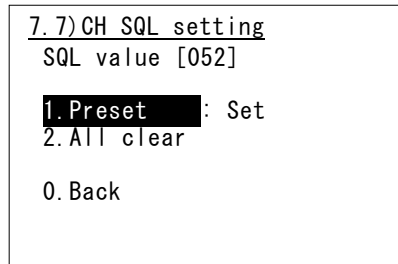 7.7)CH SQL setting
SQL value [052]
1.Preset : Set
2.All clear
0.Back